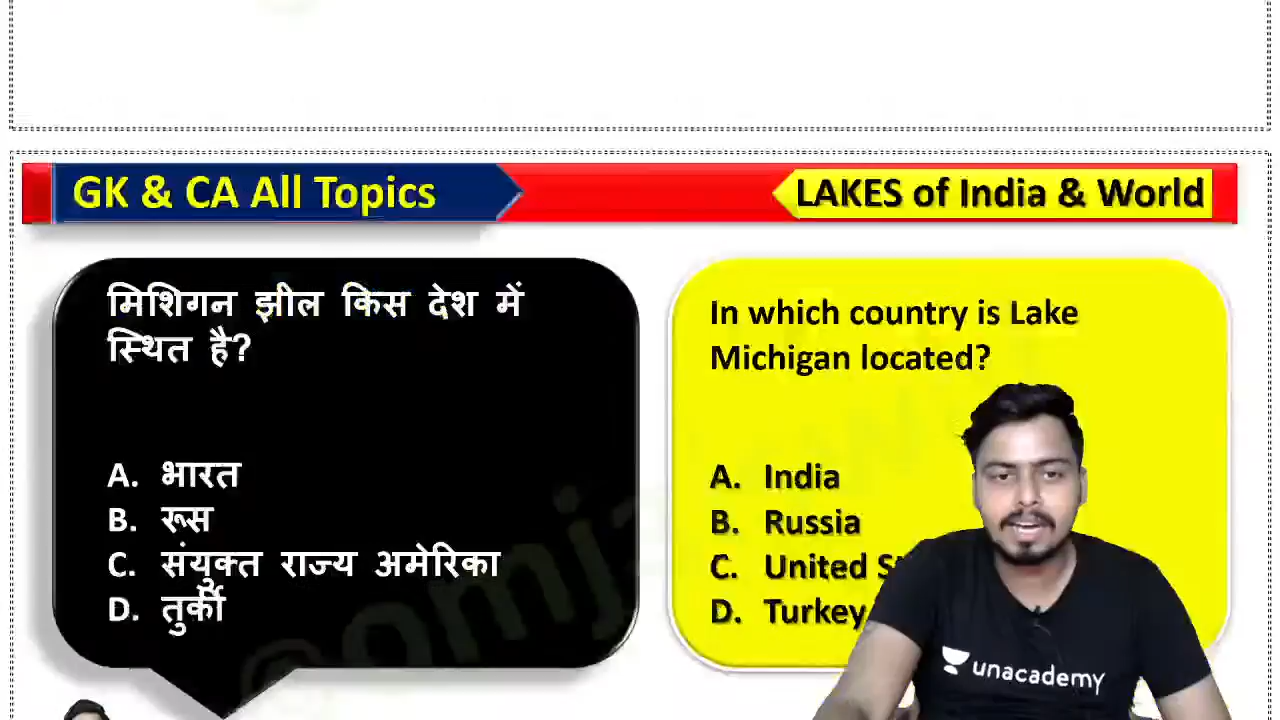 GK & CA All Topics
LAKES of India & World
मिशिगन झील किस देश में
स्थित है?
A. भारत
B. रूस
C. संयुक्त राज्य अमेरिका
D. तुर्की
In which country is Lake
Michigan located?
A. India
B. Russia
C. United
D. Turkey
unacademy